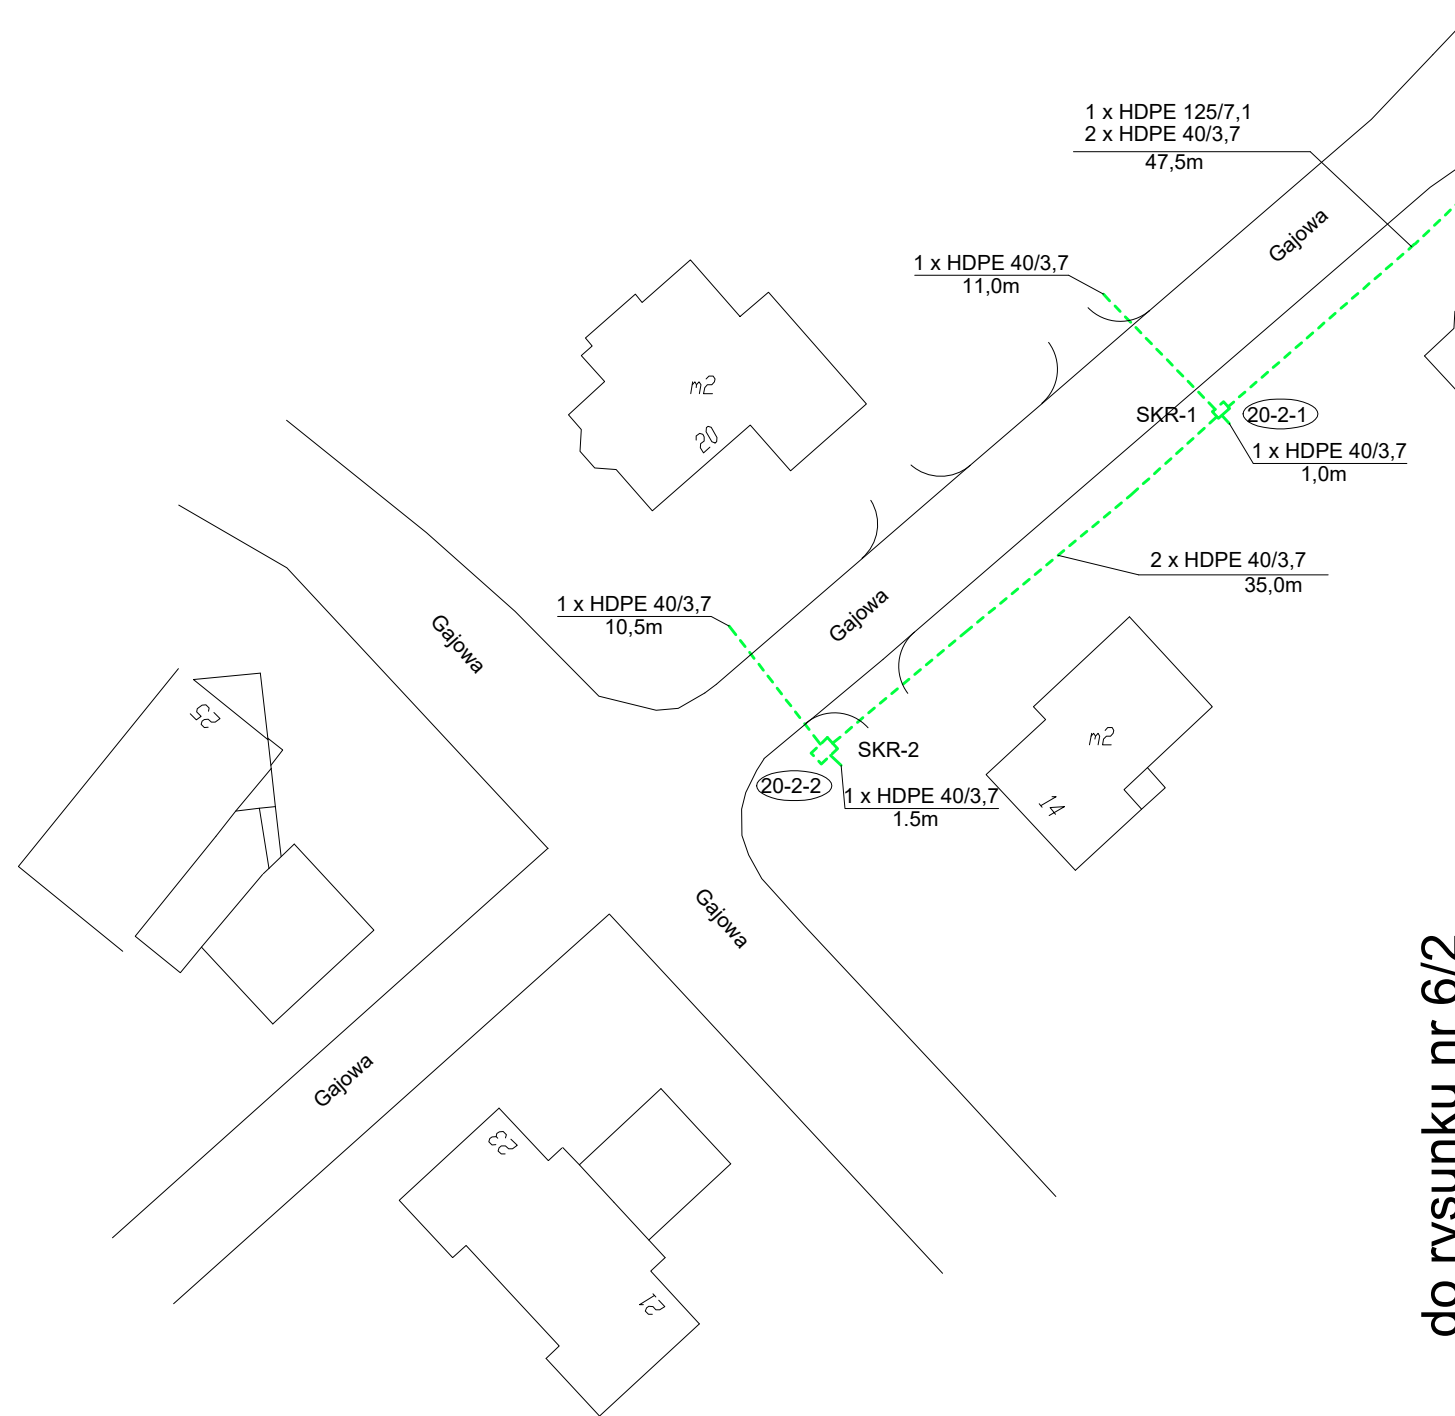 1 x HDPE 125/7,1
2 x HDPE 40/3,7
47,5m
Gajowa
1 x HDPE 40/3,7
11,0m
m2
20
SKR-1
20-2-1
1 x HDPE 40/3,7
1,0m
2 x HDPE 40/3,7
35,0m
1 x HDPE 40/3,7
10,5m
Gajowa
Gajowa
25
SKR-2
m2
20-2-2
1 x HDPE 40/3,7
1.5m
14
Gajowa
Gajowa
23
21
do rysunku nr 6/2